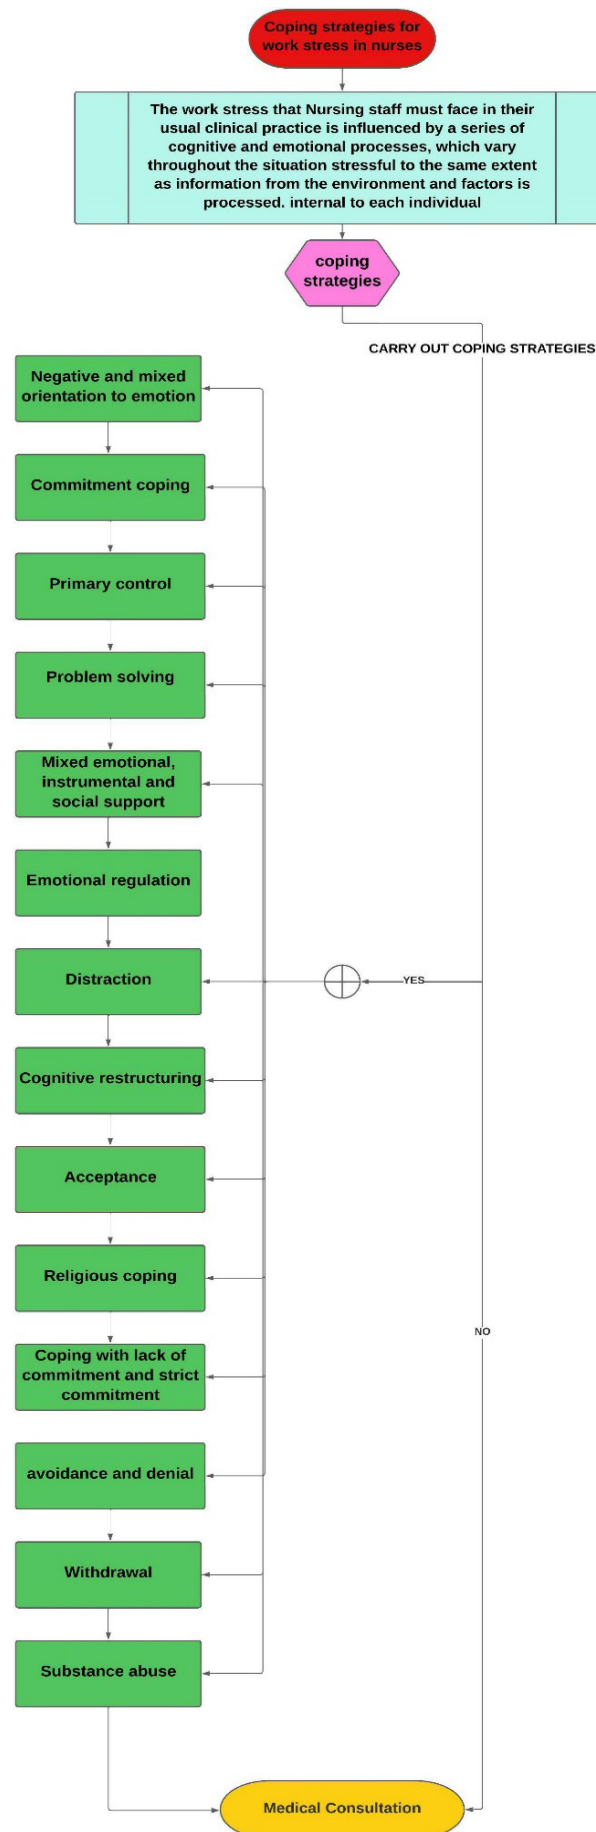 Coping strategies for
work stress in nurses
The work stress that Nursing staff must face in their
usual clinical practice is influenced by a series of
cognitive and emotional processes, which vary
throughout the situation stressful to the same extent
as information from the environment and factors is
processed. internal to each individual
coping
strategies
CARRY OUT COPING STRATEGIES
Negative and mixed
orientation to emotion
Commitment coping
Primary control
Problem solving
Mixed emotional,
instrumental and
social support
Emotional regulation
Distraction
YES
Cognitive restructuring
Acceptance
Religious coping
NO
Coping with lack of
commitment and strict
commitment
avoidance and denial
Withdrawal
Substance abuse
Medical Consultation